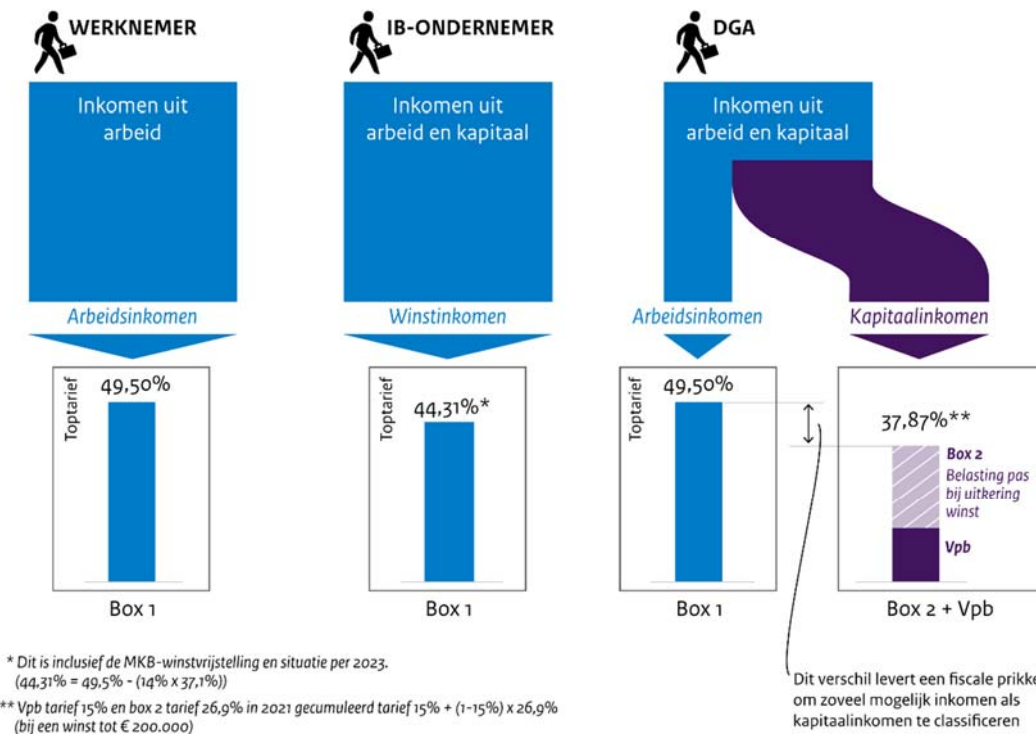 WERKNEMER
Inkomen uit
arbeid
Arbeidsinkomen
Toptarief
49,50%
Box 1
IB-ONDERNEMER
Inkomen uit
arbeid en kapitaal
Winstinkomen
Toptarief
44,31%*
Box 1
DGA
Inkomen uit
arbeid en kapitaal
Arbeidsinkomen
Kapitaalinkomen
Toptarief
49,50%
Box 1
37,87%**
Box 2
Belasting pas
bij uitkering
winst
Vpb
Box 2 + Vpb
* Dit is inclusief de MKB-winstvrijstelling en situatie per 2023.
(44,31% = 49,5% - (14% x 37,1%))
** Vpb tarief 15% en box 2 tarief 26,9% in 2021 gecumuleerd tarief 15% + (1-15%) x 26,9%
(bij een winst tot € 200.000)
Dit verschil levert een fiscale prikke
om zoveel mogelijk inkomen als
kapitaalinkomen te classificeren